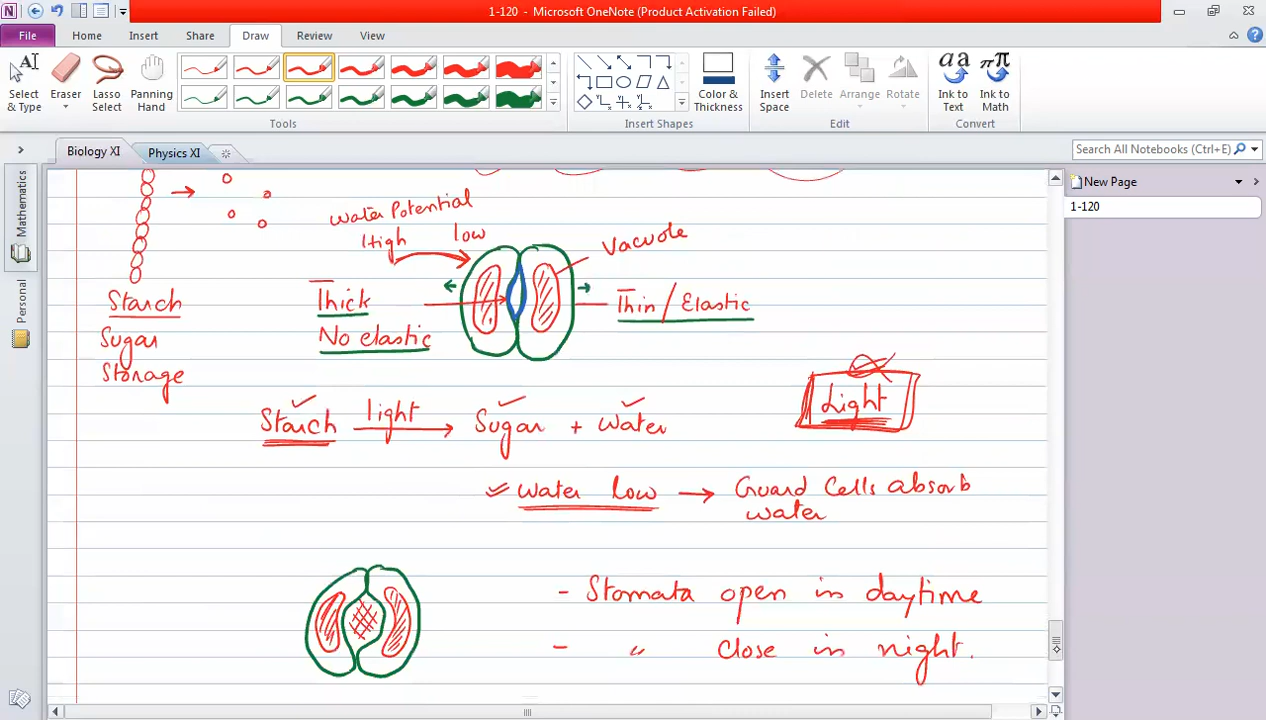 1-120 - Microsoft OneNote (Product Activation Failed)
File Home Insert Share Draw Review View
Select & Type
Eraser
Lasso Select
Panning Hand
Tools
Insert Shapes
Color & Thickness
Insert Space
Delete
Arrange
Rotate
Edit
Ink to Text
Ink to Math
Convert
Biology XI
Physics XI
Search All Notebooks (Ctrl+E)
Mathematics
Personal
New Page
1-120
Water Potential
High low
Vacuole
Starch
Thick
Thin / Elastic
Sugar
No elastic
Storage
Light
Starch light → Sugar + Water
Water low → Guard Cells absorb
water
- Stomata open in daytime
- " close in night.